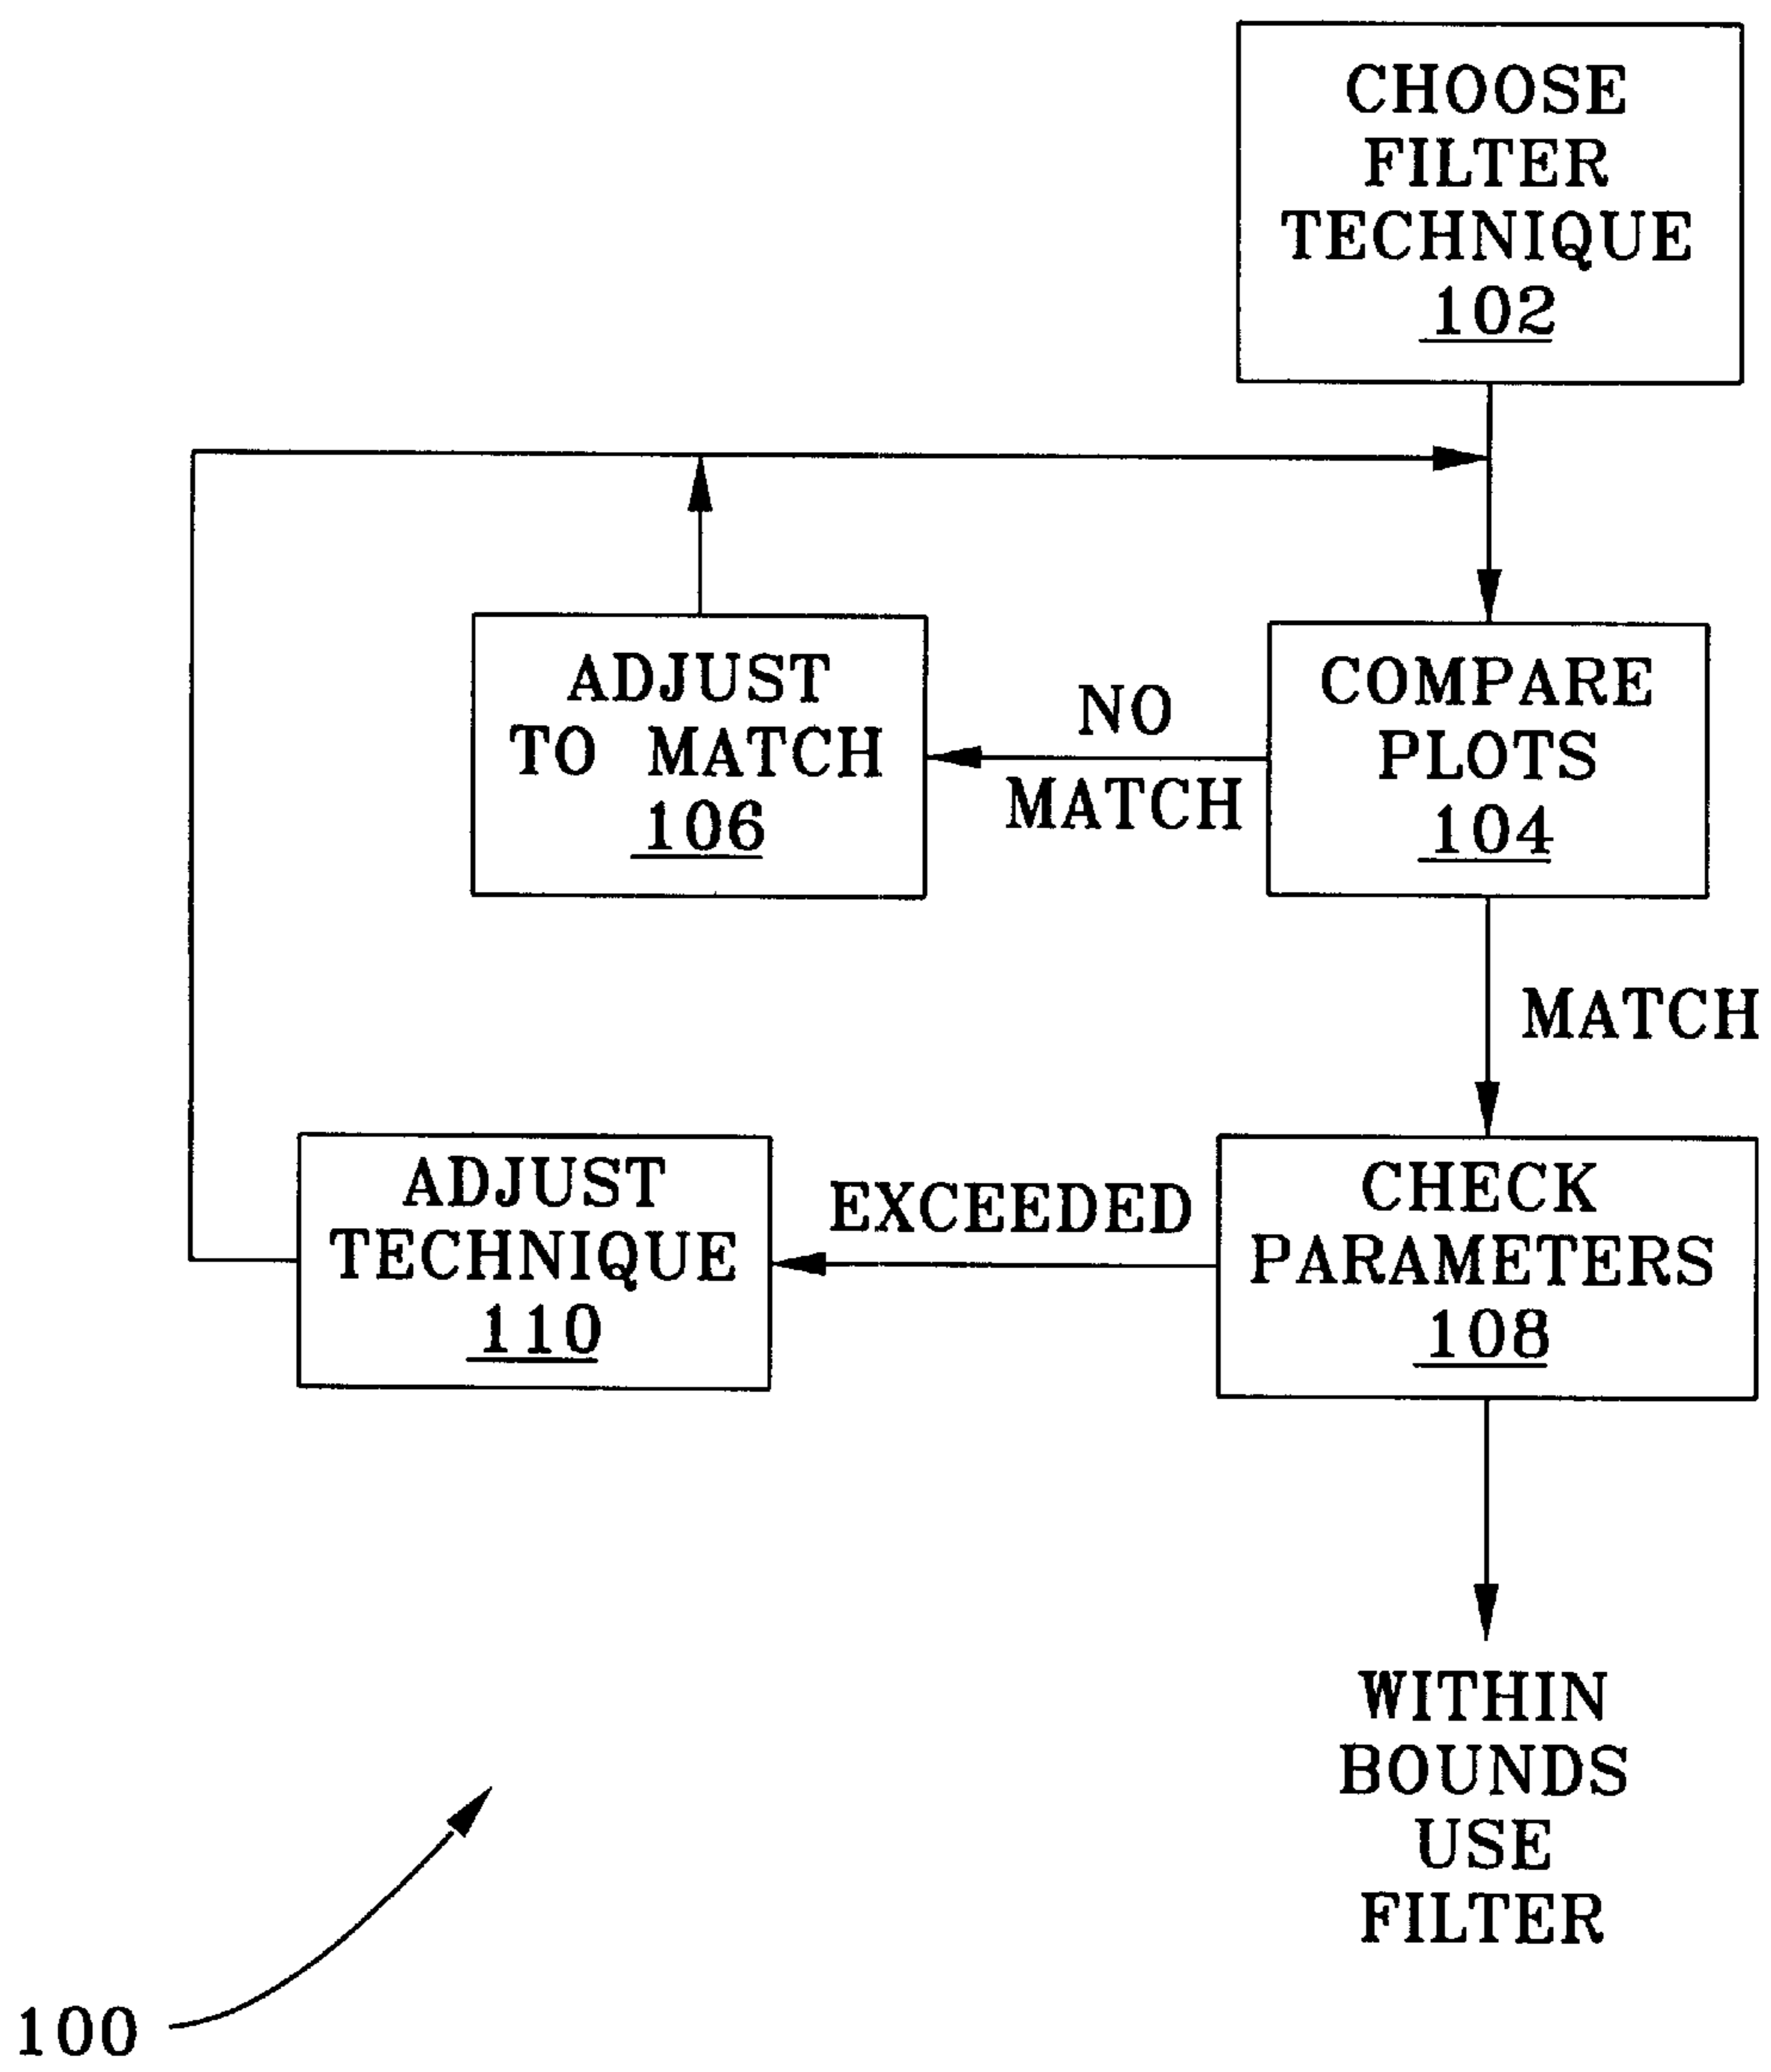 CHOOSE
FILTER
TECHNIQUE
102
ADJUST
TO MATCH
106
NO
MATCH
COMPARE
PLOTS
104
MATCH
ADJUST
TECHNIQUE
110
EXCEEDED
CHECK
PARAMETERS
108
WITHIN
BOUNDS
USE
FILTER
100